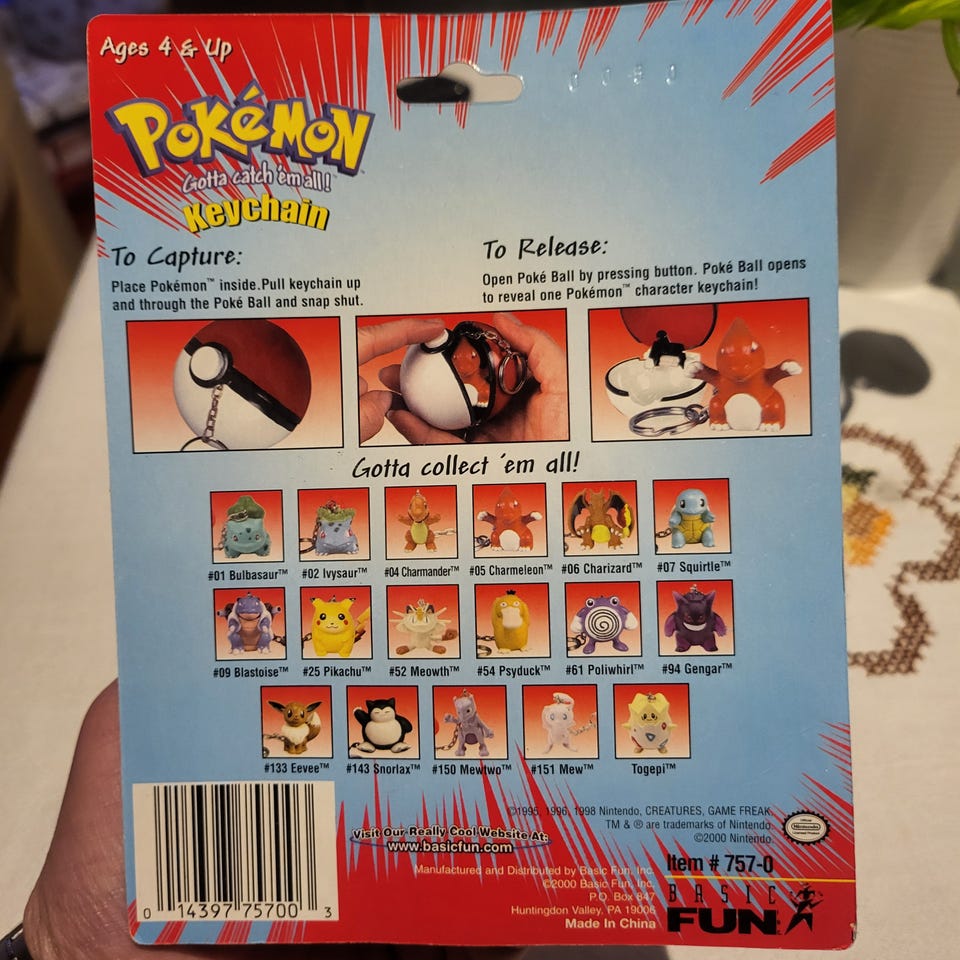 Ages 4 & Up
POKéMON
Gotta catch 'em all!™
Keychain
To Capture:
Place Pokémon™ inside.Pull keychain up
and through the Poké Ball and snap shut.
To Release:
Open Poké Ball by pressing button. Poké Ball opens
to reveal one Pokémon™ character keychain!
Gotta collect 'em all!
#01 Bulbasaur™ #02 Ivysaur™ #04 Charmander™ #05 Charmeleon™ #06 Charizard™ #07 Squirtle™
#09 Blastoise™ #25 Pikachu™ #52 Meowth™ #54 Psyduck™ #61 Poliwhirl™ #94 Gengar™
#133 Eevee™ #143 Snorlax™ #150 Mewtwo™ #151 Mew™ Togepi™
©1995, 1996, 1998 Nintendo, CREATURES, GAME FREAK.
TM & ® are trademarks of Nintendo.
©2000 Nintendo.
Nintendo
Visit Our Really Cool Website At:
www.basicfun.com
Manufactured and Distributed by Basic Fun, Inc.
©2000 Basic Fun, Inc.
P.O. Box 847
Huntingdon Valley, PA 19006
Made In China
Item # 757-0
BASIC
FUN
0 14397 75700 3